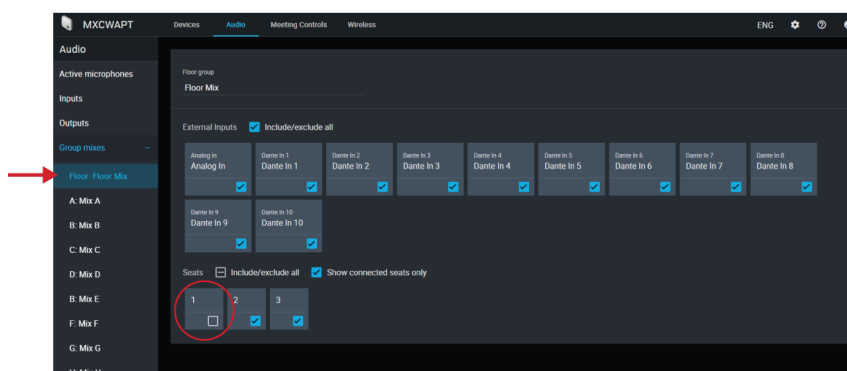 MXCWAPT
Devices Audio Meeting Controls Wireless ENG
Audio
Active microphones
Inputs
Outputs
Group mixes
Floor: Floor Mix
A: Mix A
B: Mix B
C: Mix C
D: Mix D
B: Mix E
F: Mix F
G: Mix G
Floor group
Floor Mix
External Inputs Include/exclude all
Analog In Dante In 1 Dante In 2 Dante In 3 Dante In 4 Dante In 5 Dante In 6 Dante In 7 Dante In 8
Analog In Dante In 1 Dante In 2 Dante In 3 Dante In 4 Dante In 5 Dante In 6 Dante In 7 Dante In 8
Dante In 9 Dante In 10
Dante In 9 Dante In 10
Seats Include/exclude all Show connected seats only
1 2 3